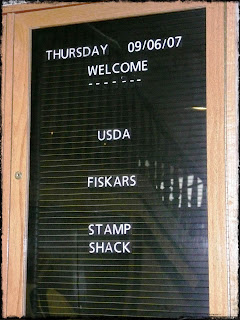 THURSDAY 09/06/07
WELCOME
-------
USDA
FISKARS
STAMP
SHACK